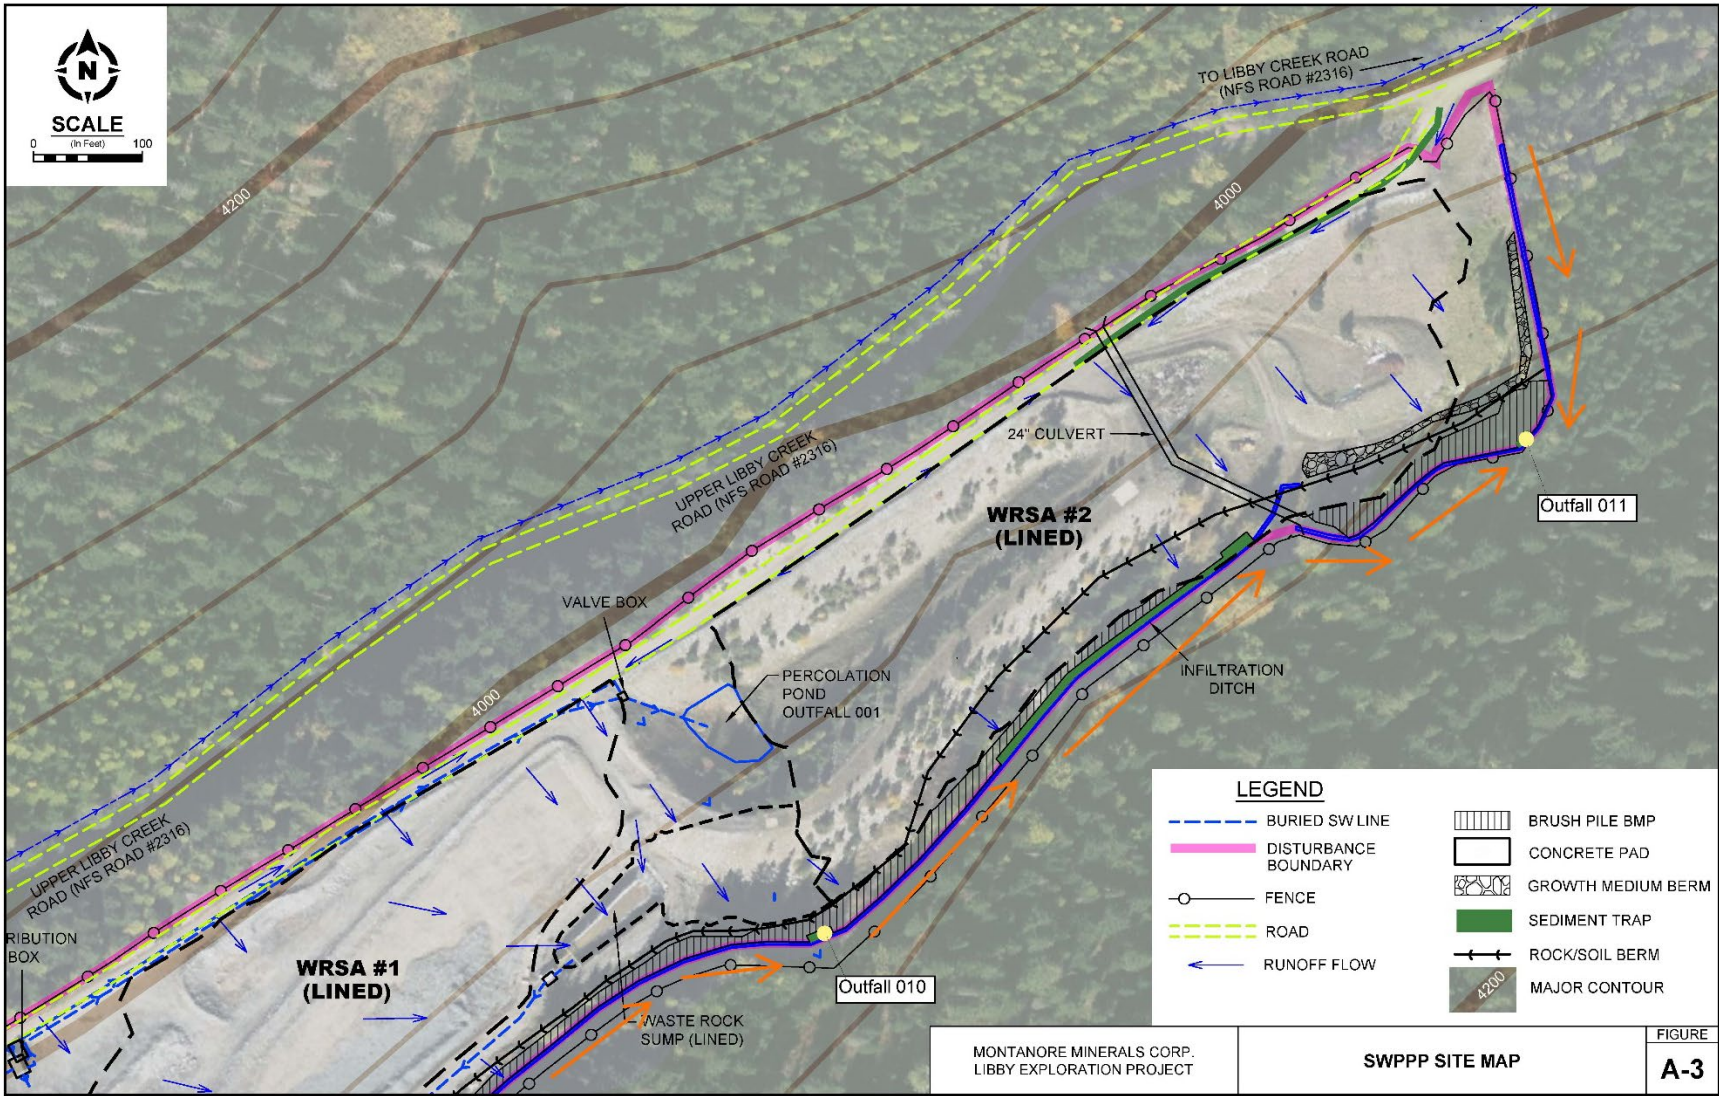 N
SCALE
(In Feet)
0 100
TO LIBBY CREEK ROAD
(NFS ROAD #2316)
4200
4000
UPPER LIBBY CREEK
ROAD (NFS ROAD #2316)
24" CULVERT
WRSA #2
(LINED)
Outfall 011
VALVE BOX
PERCOLATION
POND
OUTFALL 001
INFILTRATION
DITCH
4000
UPPER LIBBY CREEK
ROAD (NFS ROAD #2316)
RIBUTION
BOX
WRSA #1
(LINED)
Outfall 010
WASTE ROCK
SUMP (LINED)
LEGEND
BURIED SW LINE
DISTURBANCE
BOUNDARY
FENCE
ROAD
RUNOFF FLOW
BRUSH PILE BMP
CONCRETE PAD
GROWTH MEDIUM BERM
SEDIMENT TRAP
ROCK/SOIL BERM
4200
MAJOR CONTOUR
MONTANORE MINERALS CORP.
LIBBY EXPLORATION PROJECT
SWPPP SITE MAP
FIGURE
A-3